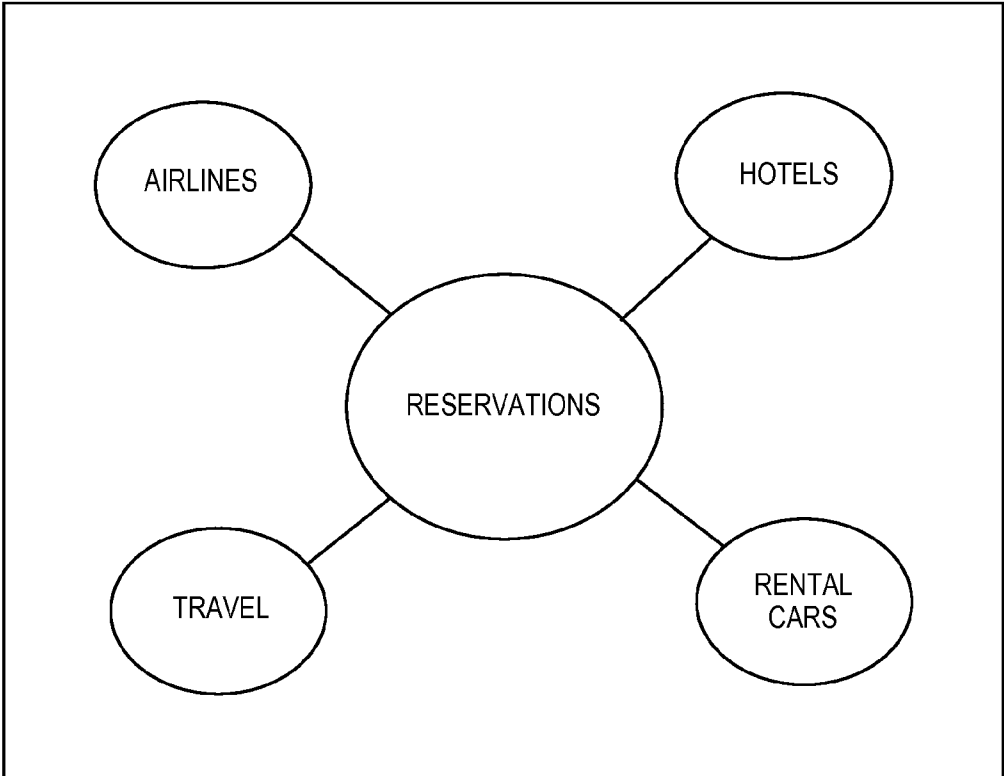 AIRLINES
HOTELS
RESERVATIONS
TRAVEL
RENTAL
CARS